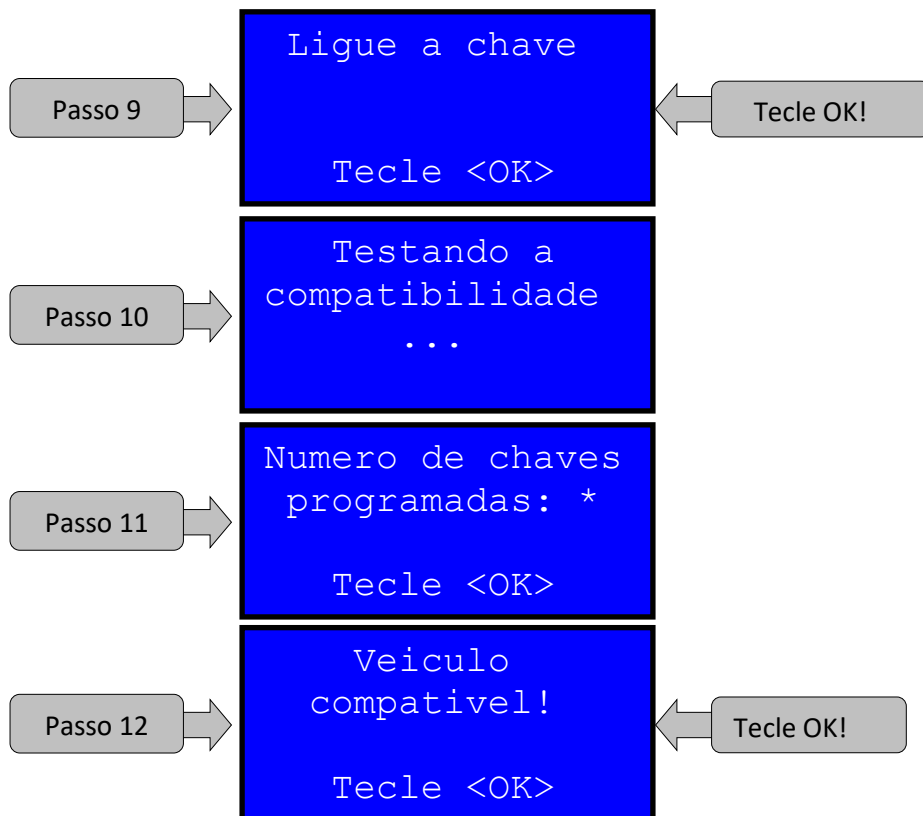 Ligue a chave
Passo 9
Tecle OK!
Tecle <OK>
Testando a
compatibilidade
Passo 10
...
Numero de chaves
programadas: *
Passo 11
Tecle <OK>
Veiculo
compativel!
Passo 12
Tecle OK!
Tecle <OK>